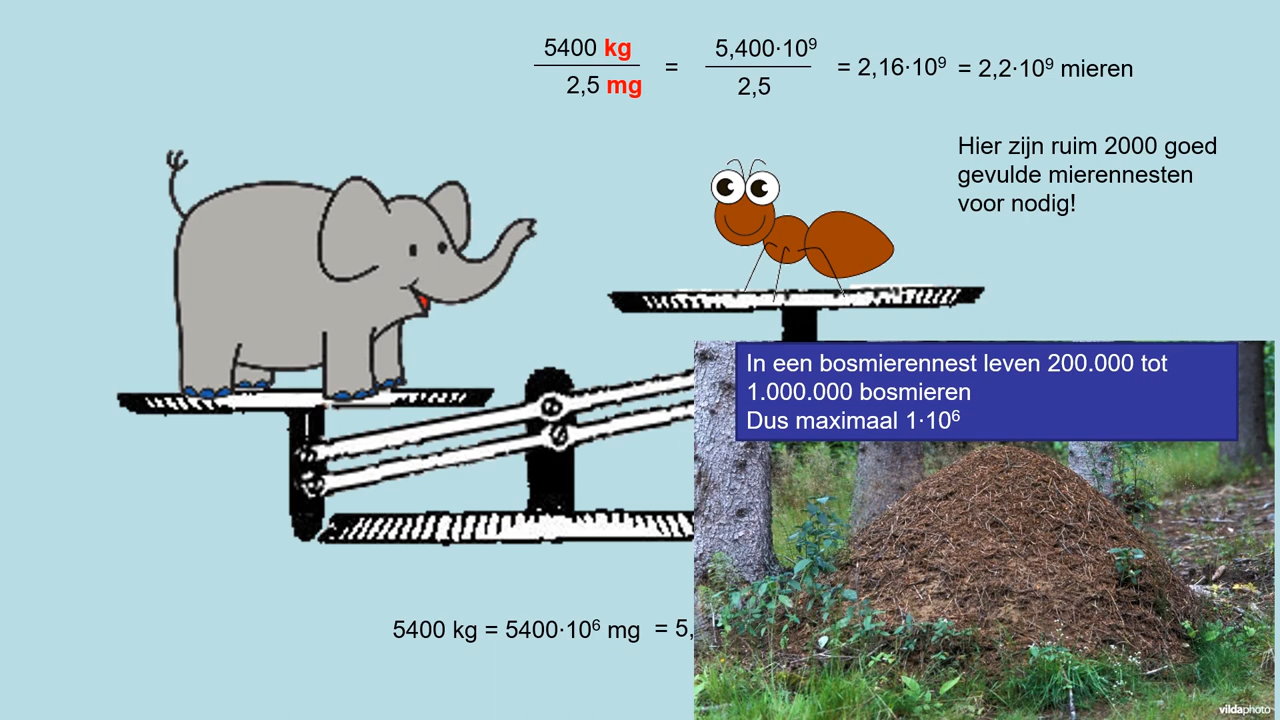 5400 kg
2,5 mg
=
5,400·10⁹
2,5
= 2,16·10⁹ = 2,2·10⁹ mieren
Hier zijn ruim 2000 goed
gevulde mierennesten
voor nodig!
In een bosmierennest leven 200.000 tot
1.000.000 bosmieren
Dus maximaal 1·10⁶
5400 kg = 5400·10⁶ mg = 5,
vildaphoto